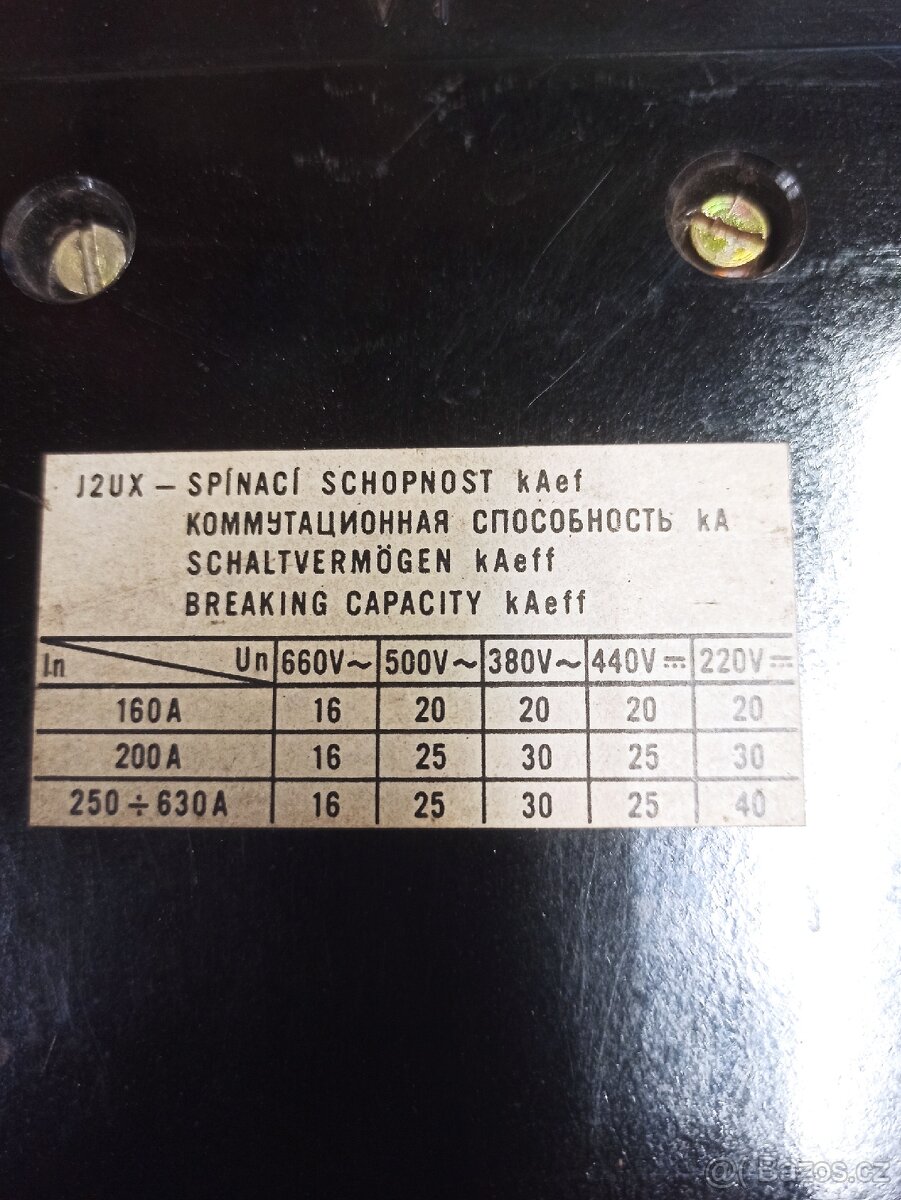 J2UX – SPÍNACÍ SCHOPNOST kAef
КОММУТАЦИОННАЯ СПОСОБНОСТЬ кА
SCHALTVERMÖGEN kAeff
BREAKING CAPACITY kAeff
In Un 660V~ 500V~ 380V~ 440V⎓ 220V⎓
160A 16 20 20 20 20
200A 16 25 30 25 30
250÷630A 16 25 30 25 40
Bazos.cz